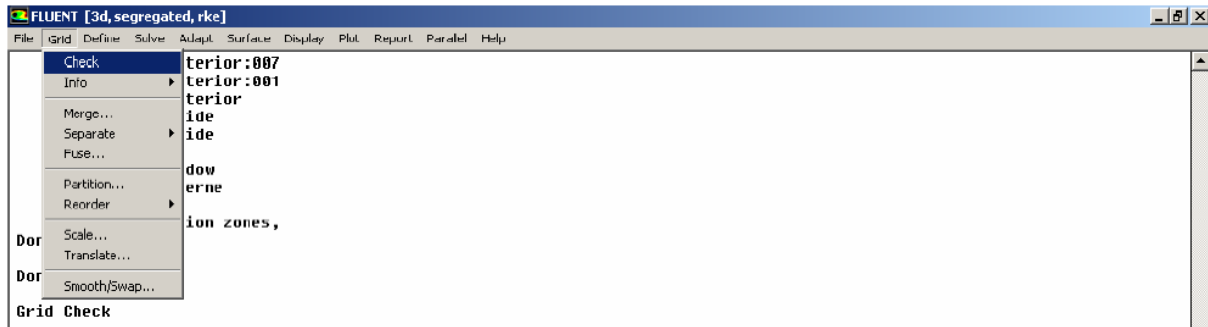 FLUENT [3d, segregated, rke]
File Grid Define Solve Adapt Surface Display Plot Report Parallel Help
Check
Info
Merge...
Separate
Fuse...
Partition...
Reorder
Scale...
Translate...
Smooth/Swap...
terior:007
terior:001
terior
ide
ide
dow
erne
ion zones,
Don
Don
Grid Check